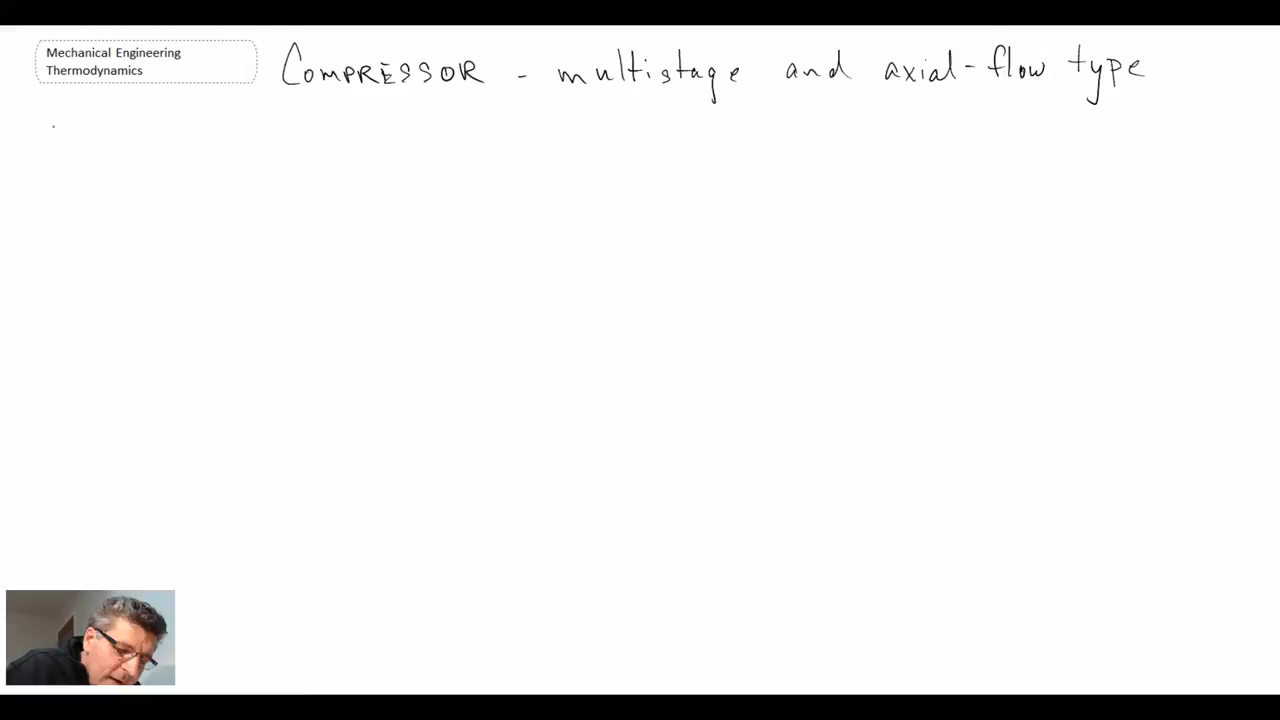 Mechanical Engineering
Thermodynamics
COMPRESSOR - multistage and axial-flow type